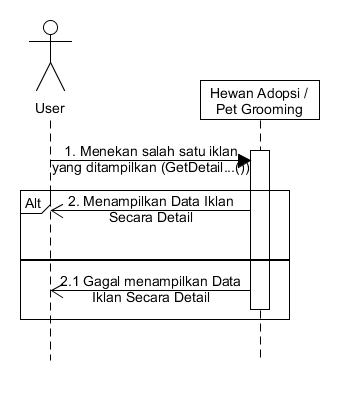 User
Hewan Adopsi /
Pet Grooming
1. Menekan salah satu iklan
yang ditampilkan (GetDetail...())
Alt
2. Menampilkan Data Iklan
Secara Detail
2.1 Gagal menampilkan Data
Iklan Secara Detail